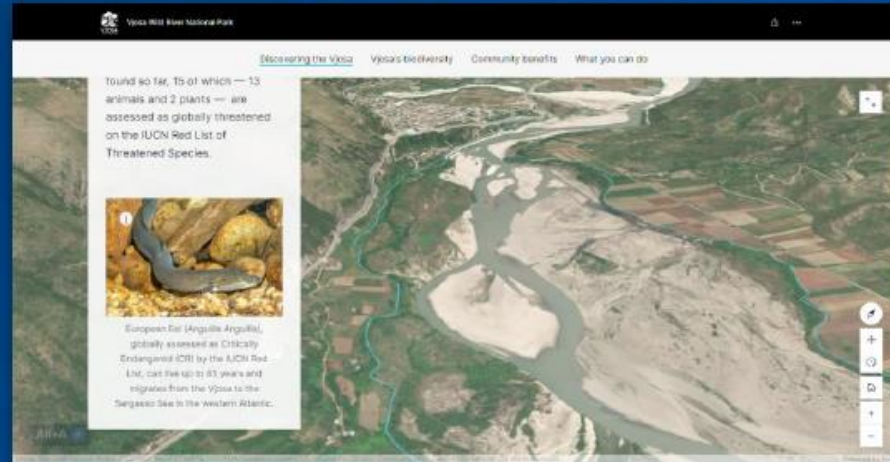 Vjosa Wild River National Park
Discovering the Vjosa Vjosa's biodiversity Community benefits What you can do
found so far, 15 of which — 13
animals and 2 plants — are
assessed as globally threatened
on the IUCN Red List of
Threatened Species.
European Eel (Anguilla Anguilla),
globally assessed as Critically
Endangered (CR) by the IUCN Red
List, can live up to 85 years and
migrates from the Vjosa to the
Sargasso Sea in the western Atlantic.